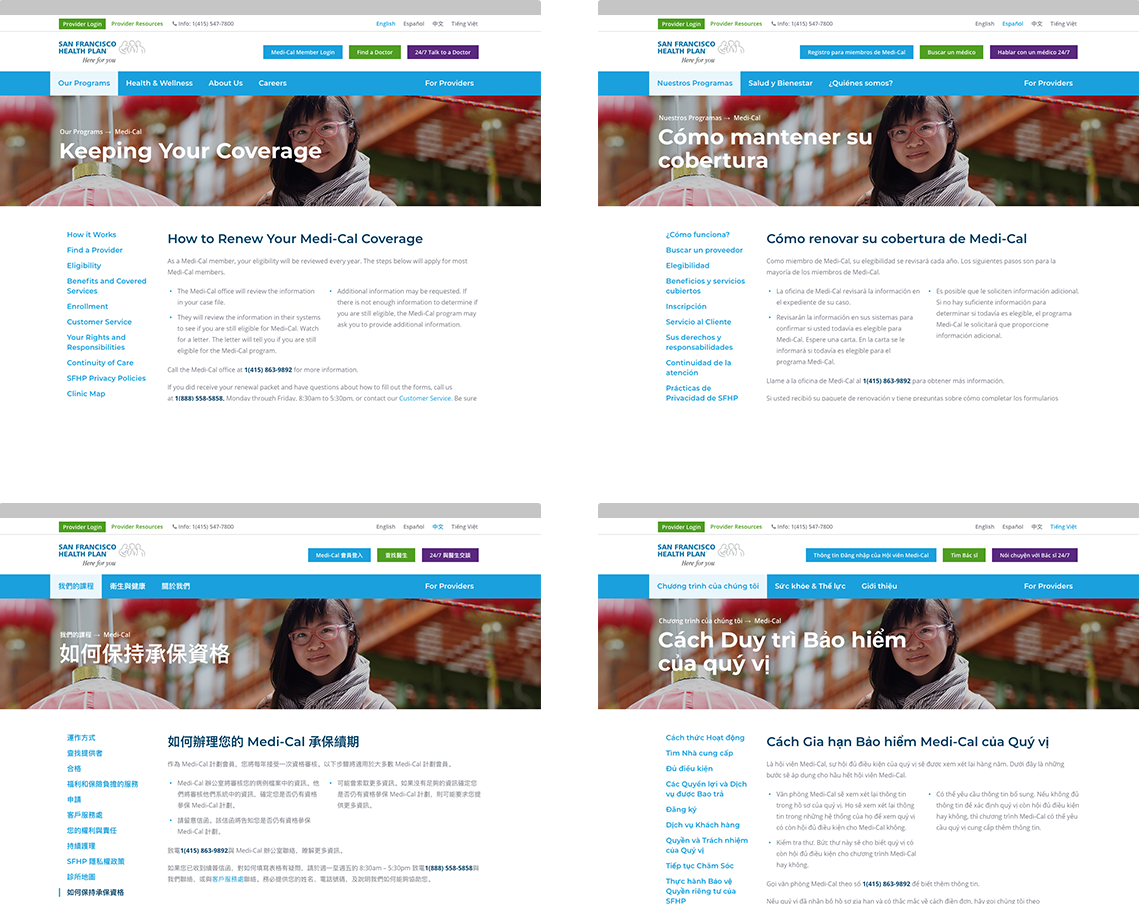 Provider Login Provider Resources Info: 1(415) 547-7800 English Español 中文 Tiếng Việt
SAN FRANCISCO
HEALTH PLAN
Here for you
Medi-Cal Member Login Find a Doctor 24/7 Talk to a Doctor
Our Programs Health & Wellness About Us Careers For Providers
Our Programs → Medi-Cal
Keeping Your Coverage
How it Works
Find a Provider
Eligibility
Benefits and Covered
Services
Enrollment
Customer Service
Your Rights and
Responsibilities
Continuity of Care
SFHP Privacy Policies
Clinic Map
How to Renew Your Medi-Cal Coverage
As a Medi-Cal member, your eligibility will be reviewed every year. The steps below will apply for most
Medi-Cal members.
• The Medi-Cal office will review the information
in your case file.
• They will review the information in their systems
to see if you are still eligible for Medi-Cal. Watch
for a letter. The letter will tell you if you are still
eligible for the Medi-Cal program.
• Additional information may be requested. If
there is not enough information to determine if
you are still eligible, the Medi-Cal program may
ask you to provide additional information.
Call the Medi-Cal office at 1(415) 863-9892 for more information.
If you did receive your renewal packet and have questions about how to fill out the forms, call us
at 1(888) 558-5858, Monday through Friday, 8:30am to 5:30pm, or contact our Customer Service. Be sure
Provider Login Provider Resources Info: 1(415) 547-7800 English Español 中文 Tiếng Việt
SAN FRANCISCO
HEALTH PLAN
Here for you
Registro para miembros de Medi-Cal Buscar un médico Hablar con un médico 24/7
Nuestros Programas Salud y Bienestar ¿Quiénes somos? For Providers
Nuestros Programas → Medi-Cal
Cómo mantener su
cobertura
¿Cómo funciona?
Buscar un proveedor
Elegibilidad
Beneficios y servicios
cubiertos
Inscripción
Servicio al Cliente
Sus derechos y
responsabilidades
Continuidad de la
atención
Prácticas de
Privacidad de SFHP
Cómo renovar su cobertura de Medi-Cal
Como miembro de Medi-Cal, su elegibilidad se revisará cada año. Los siguientes pasos son para la
mayoría de los miembros de Medi-Cal.
• La oficina de Medi-Cal revisará la información en
el expediente de su caso.
• Revisarán la información en sus sistemas para
confirmar si usted todavía es elegible para
Medi-Cal. Espere una carta. En la carta se le
informará si todavía es elegible para el
programa Medi-Cal.
• Es posible que le soliciten información adicional.
Si no hay suficiente información para
determinar si todavía es elegible, el programa
Medi-Cal le solicitará que proporcione
información adicional.
Llame a la oficina de Medi-Cal al 1(415) 863-9892 para obtener más información.
Si usted recibió su paquete de renovación y tiene preguntas sobre cómo completar los formularios
Provider Login Provider Resources Info: 1(415) 547-7800 English Español 中文 Tiếng Việt
SAN FRANCISCO
HEALTH PLAN
Here for you
Medi-Cal 會員登入 查找醫生 24/7 與醫生交談
我們的課程 衛生與健康 關於我們 For Providers
我們的課程 → Medi-Cal
如何保持承保資格
運作方式
查找提供者
合格
福利和保險負擔的服務
申請
客戶服務處
您的權利與責任
持續護理
SFHP 隱私權政策
診所地圖
如何保持承保資格
如何辦理您的 Medi-Cal 承保續期
作為 Medi-Cal 計劃會員，您將每年接受一次資格審核。以下步驟將適用於大多數 Medi-Cal 計劃會員。
• Medi-Cal 辦公室將審核您的病例檔案中的資訊。他
們將審核他們系統中的資訊，確定您是否仍有資格
參保 Medi-Cal 計劃。
• 請留意信函。該信函將告知您是否仍有資格參保
Medi-Cal 計劃。
• 可能會索取更多資訊。如果沒有足夠的資訊確定您
是否仍有資格參保 Medi-Cal 計劃，則可能要求您提
供更多資訊。
致電1(415) 863-9892與 Medi-Cal 辦公室聯絡，瞭解更多資訊。
如果您已收到續簽信函，對如何填寫表格有疑問，請於週一至週五的 8:30am – 5:30pm 致電1(888) 558-5858與
我們聯絡，或與客戶服務處聯絡。務必提供您的姓名、電話號碼，及說明我們如何能夠協助您。
Provider Login Provider Resources Info: 1(415) 547-7800 English Español 中文 Tiếng Việt
SAN FRANCISCO
HEALTH PLAN
Here for you
Thông tin Đăng nhập của Hội viên Medi-Cal Tìm Bác sĩ Nói chuyện với Bác sĩ 24/7
Chương trình của chúng tôi Sức khỏe & Thể lực Giới thiệu For Providers
Chương trình của chúng tôi → Medi-Cal
Cách Duy trì Bảo hiểm
của quý vị
Cách thức Hoạt động
Tìm Nhà cung cấp
Đủ điều kiện
Các Quyền lợi và Dịch
vụ được Bao trả
Đăng ký
Dịch vụ Khách hàng
Quyền và Trách nhiệm
của Quý vị
Tiếp tục Chăm Sóc
Thực hành Bảo vệ
Quyền riêng tư của
SFHP
Cách Gia hạn Bảo hiểm Medi-Cal của Quý vị
Là hội viên Medi-Cal, sự hội đủ điều kiện của quý vị sẽ được xem xét lại hàng năm. Dưới đây là những
bước sẽ áp dụng cho hầu hết hội viên Medi-Cal.
• Văn phòng Medi-Cal sẽ xem xét lại thông tin
trong hồ sơ của quý vị. Họ sẽ xem xét lại thông
tin trong những hệ thống của họ để xem quý vị
có còn hội đủ điều kiện cho Medi-Cal không.
• Kiểm tra thư. Bức thư này sẽ cho biết quý vị có
còn hội đủ điều kiện cho chương trình Medi-Cal
hay không.
• Có thể yêu cầu thông tin bổ sung. Nếu không đủ
thông tin để xác định quý vị còn hội đủ điều kiện
hay không, thì chương trình Medi-Cal có thể yêu
cầu quý vị cung cấp thêm thông tin.
Gọi văn phòng Medi-Cal theo số 1(415) 863-9892 để biết thêm thông tin.
Nếu quý vị đã nhận bộ hồ sơ gia hạn và có thắc mắc về cách điền đơn, hãy gọi chúng tôi theo